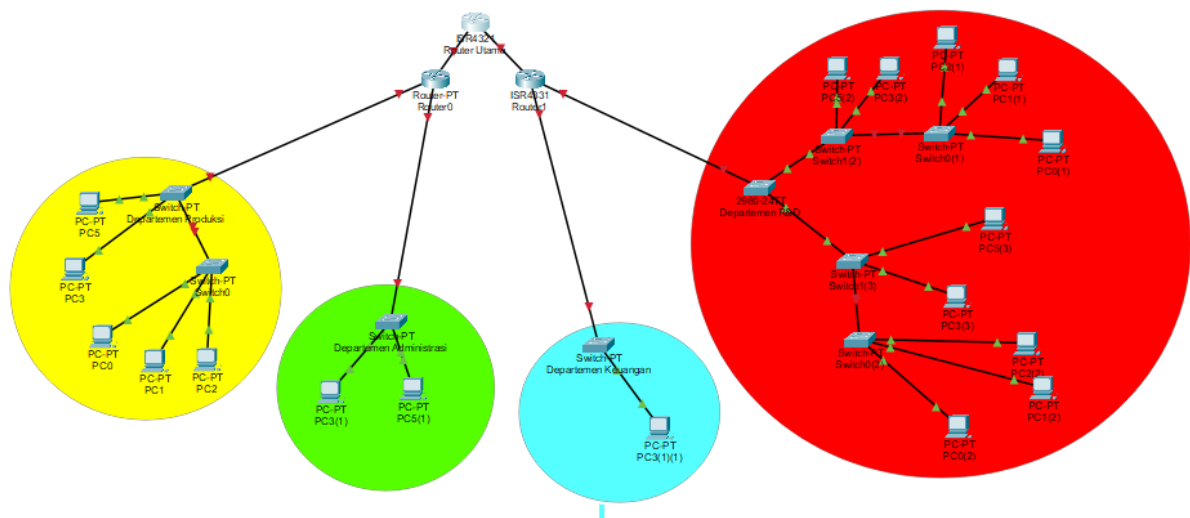 ISR4321
Router Utama
Router-PT
Router0
ISR4331
Router1
Switch-PT
Departemen Produksi
PC-PT
PC5
PC-PT
PC3
Switch-PT
Switch0
PC-PT
PC0
PC-PT
PC1
PC-PT
PC2
Switch-PT
Departemen Administrasi
PC-PT
PC3(1)
PC-PT
PC5(1)
Switch-PT
Departemen Keuangan
PC-PT
PC3(1)(1)
2960-24TT
Departemen R&D
Switch-PT
Switch1(2)
PC-PT
PC5(2)
PC-PT
PC3(2)
Switch-PT
Switch0(1)
PC-PT
PC2(1)
PC-PT
PC1(1)
PC-PT
PC0(1)
Switch-PT
Switch1(3)
PC-PT
PC5(3)
PC-PT
PC3(3)
Switch-PT
Switch0(2)
PC-PT
PC2(2)
PC-PT
PC1(2)
PC-PT
PC0(2)